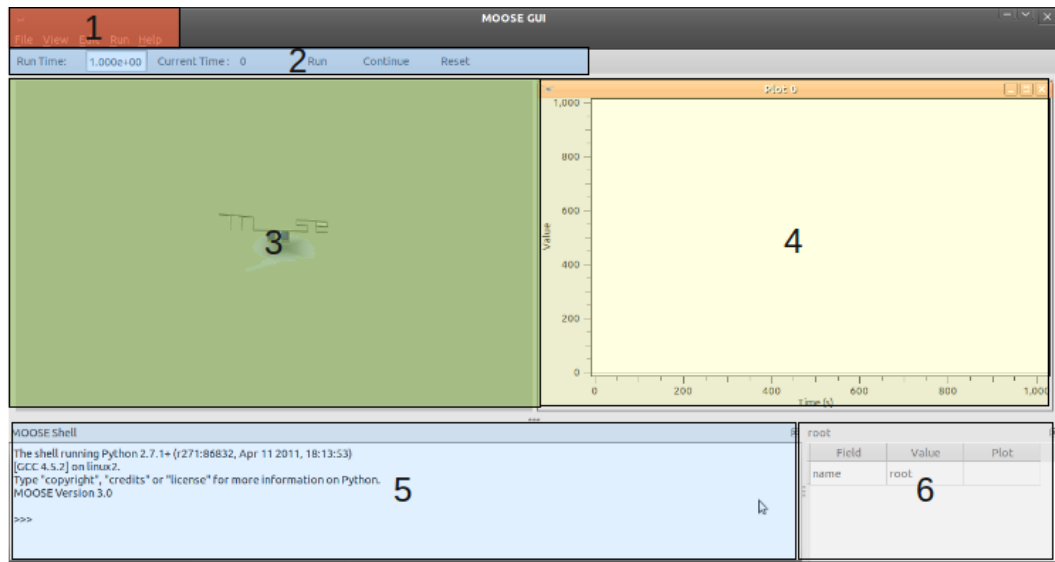 MOOSE GUI
1
File View Edit Run Help
Run Time: 1.000e+00 Current Time: 0 2 Run Continue Reset
Plot 0
1,000
800
600
400
200
0
Value
0 200 400 600 800 1,000
Time (s)
3
4
MOOSE Shell
The shell running Python 2.7.1+ (r271:86832, Apr 11 2011, 18:13:53)
[GCC 4.5.2] on linux2.
Type "copyright", "credits" or "license" for more information on Python.
MOOSE Version 3.0
>>>
5
root
Field Value Plot
name root
6